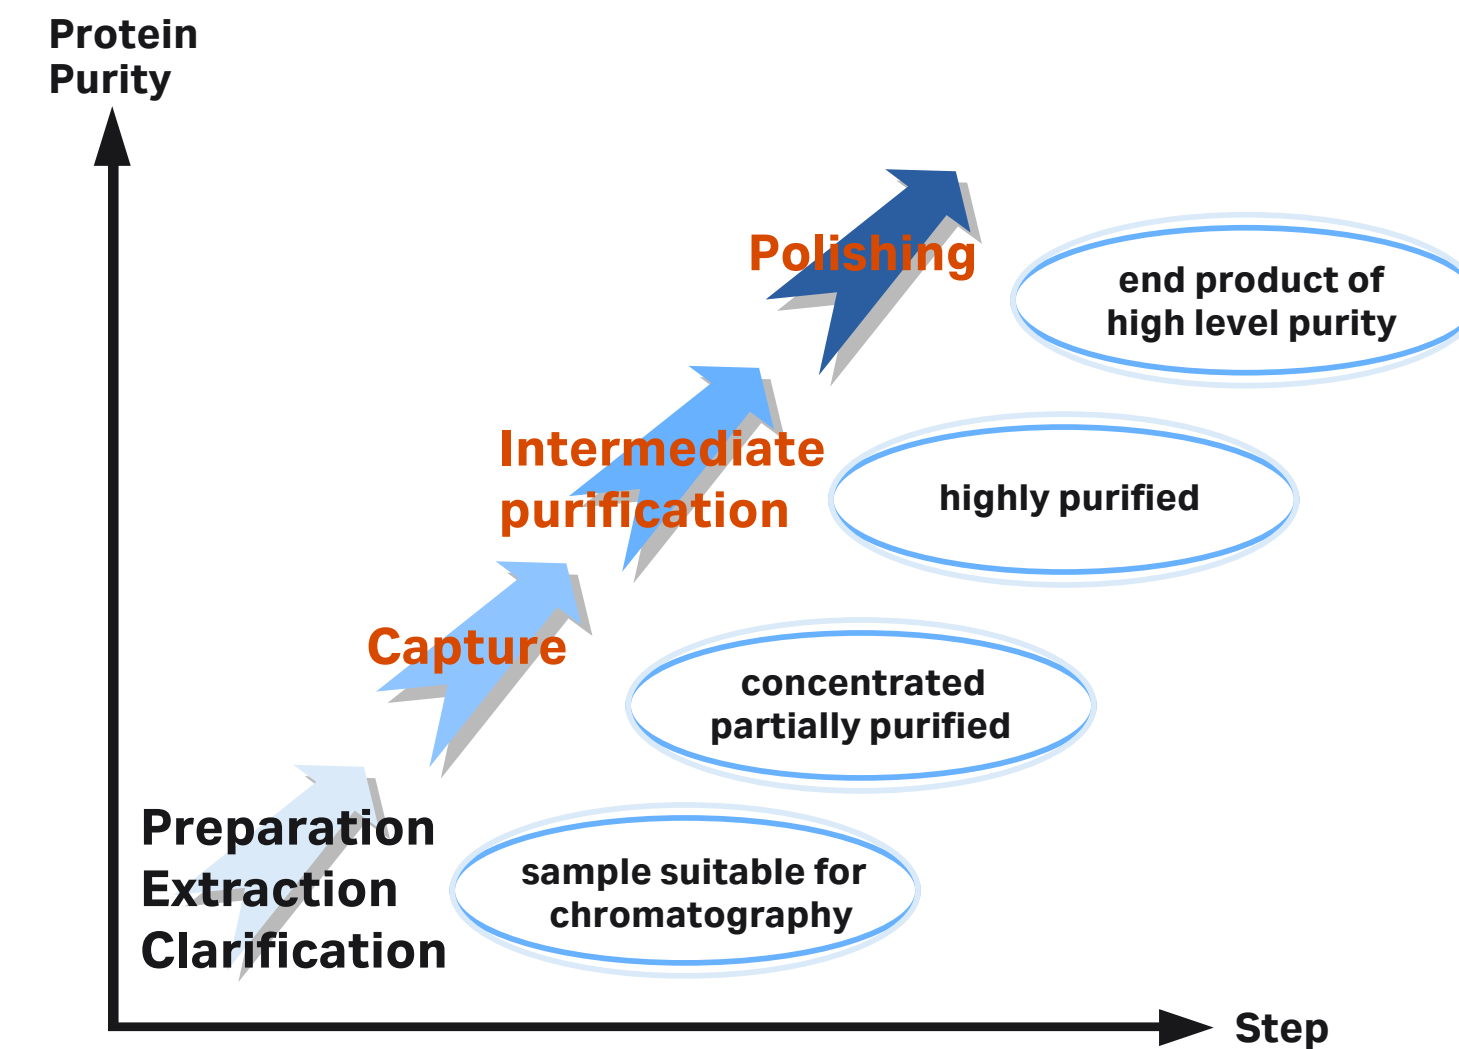 Protein
Purity
Polishing
end product of
high level purity
Intermediate
purification
highly purified
Capture
concentrated
partially purified
Preparation
Extraction
Clarification
sample suitable for
chromatography
Step